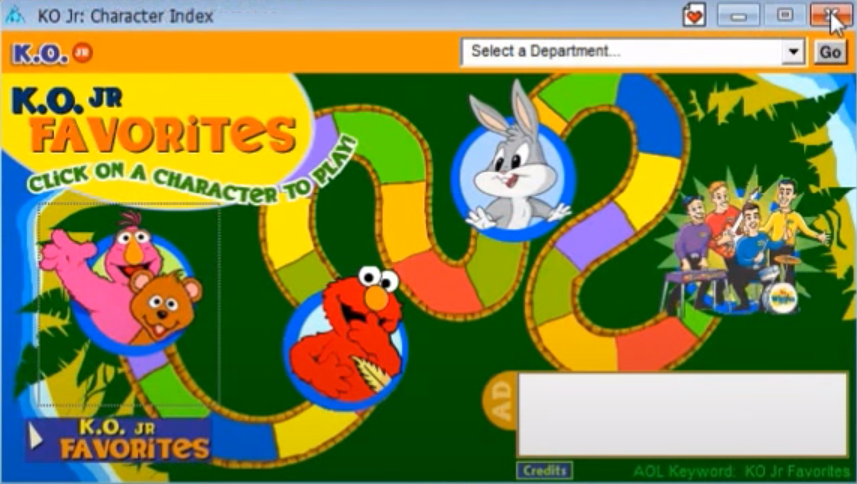 KO Jr: Character Index
K.O. JR
Select a Department...
Go
K.O. JR
FAVORiTES
CLiCK ON A CHARACTER TO PLAY!
WiGGLES
K.O. JR
FAVORiTES
AD
Credits
AOL Keyword: KO Jr Favorites